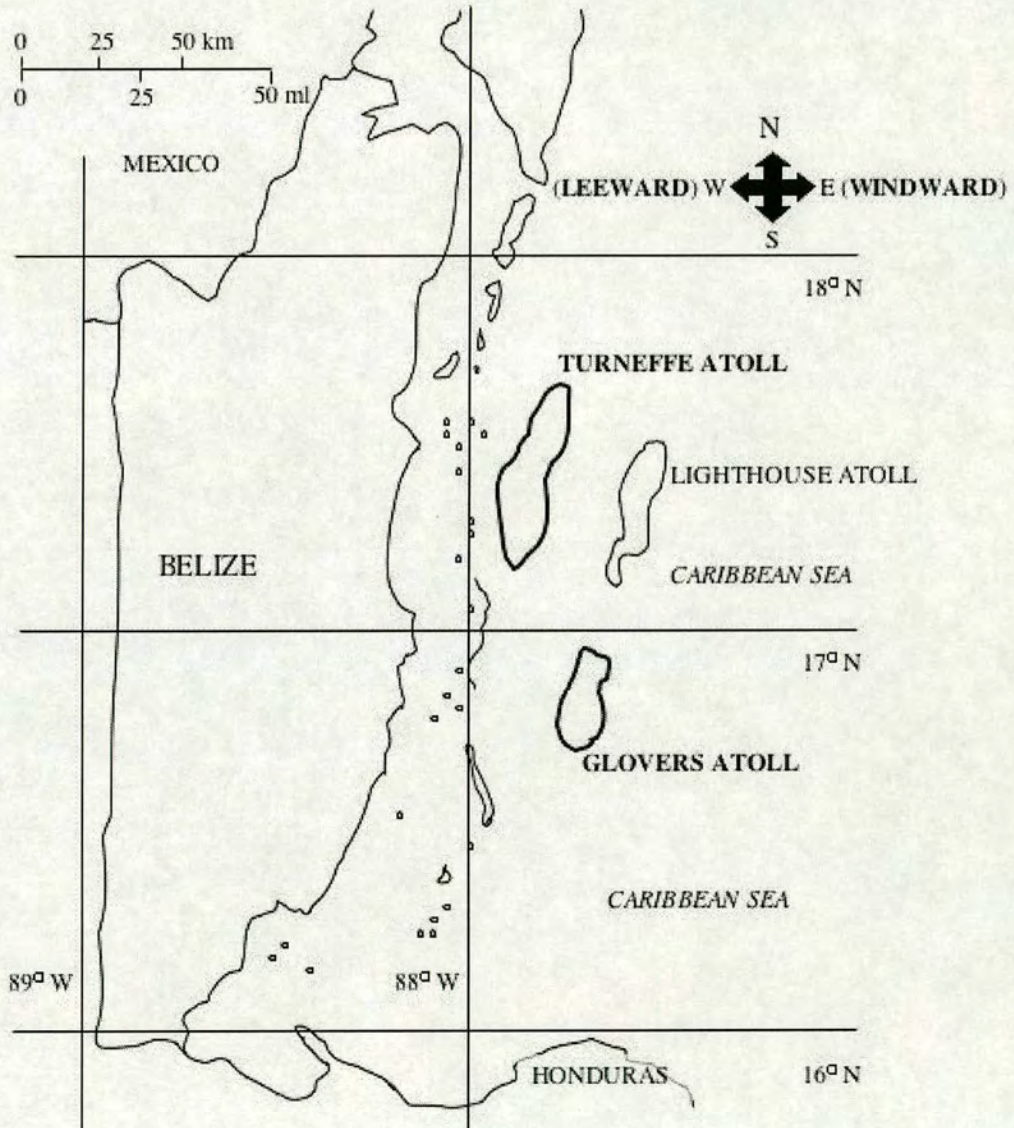 0 25 50 km
0 25 50 ml
MEXICO
N
(LEEWARD) W E (WINDWARD)
S
18° N
TURNEFFE ATOLL
LIGHTHOUSE ATOLL
BELIZE
CARIBBEAN SEA
17° N
GLOVERS ATOLL
CARIBBEAN SEA
89° W
88° W
HONDURAS
16° N